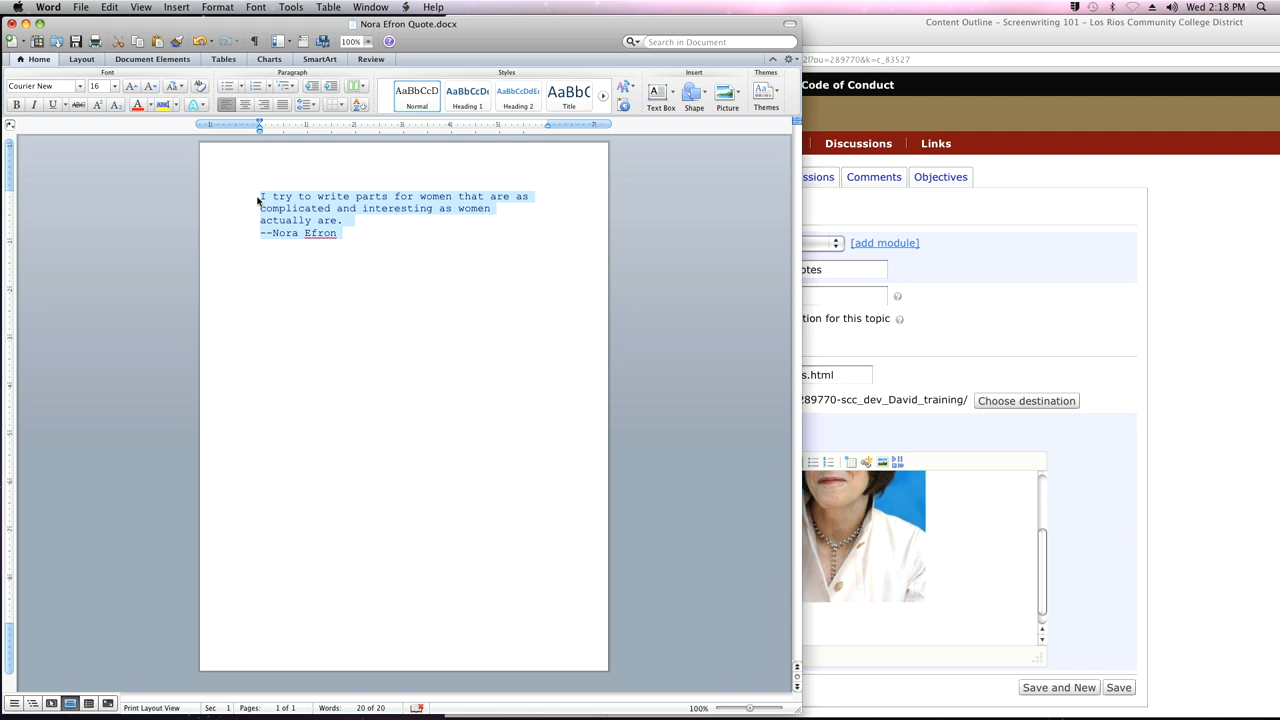 Word File Edit View Insert Format Font Tools Table Window Help Wed 2:18 PM
Nora Efron Quote.docx
Content Outline – Screenwriting 101 – Los Rios Community College District
100% Search in Document
2l?ou=289770&k=c_83527
Home Layout Document Elements Tables Charts SmartArt Review
Code of Conduct
Font Paragraph Styles Insert Themes
Courier New 16
AaBbCcD AaBbCcDc AaBbCcDdEe AaBbC
Normal Heading 1 Heading 2 Title Text Box Shape Picture Themes
Discussions Links
ssions Comments Objectives
I try to write parts for women that are as
complicated and interesting as women
actually are.
--Nora Efron
[add module]
otes
tion for this topic
s.html
289770-scc_dev_David_training/ Choose destination
Save and New Save
Print Layout View Sec 1 Pages: 1 of 1 Words: 20 of 20 100%